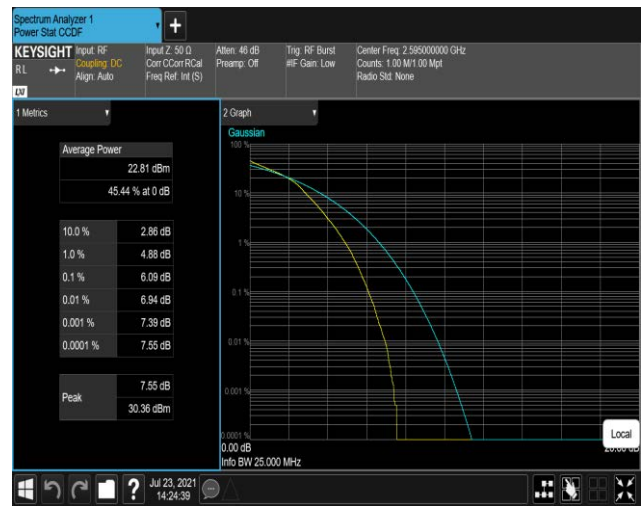 Spectrum Analyzer 1
Power Stat CCDF
+
KEYSIGHT
R L
LXI
Input: RF
Coupling: DC
Align: Auto
Input Z: 50 Ω
Corr CCorr RCal
Freq Ref: Int (S)
Atten: 46 dB
Preamp: Off
Trig: RF Burst
#IF Gain: Low
Center Freq: 2.595000000 GHz
Counts: 1.00 M/1.00 Mpt
Radio Std: None
1 Metrics
Average Power
22.81 dBm
45.44 % at 0 dB
10.0 % 2.86 dB
1.0 % 4.88 dB
0.1 % 6.09 dB
0.01 % 6.94 dB
0.001 % 7.39 dB
0.0001 % 7.55 dB
Peak
7.55 dB
30.36 dBm
2 Graph
Gaussian
100 %
10 %
1 %
0.1 %
0.01 %
0.001 %
0.0001 %
0.00 dB
Local
Info BW 25.000 MHz
?
Jul 23, 2021
14:24:39